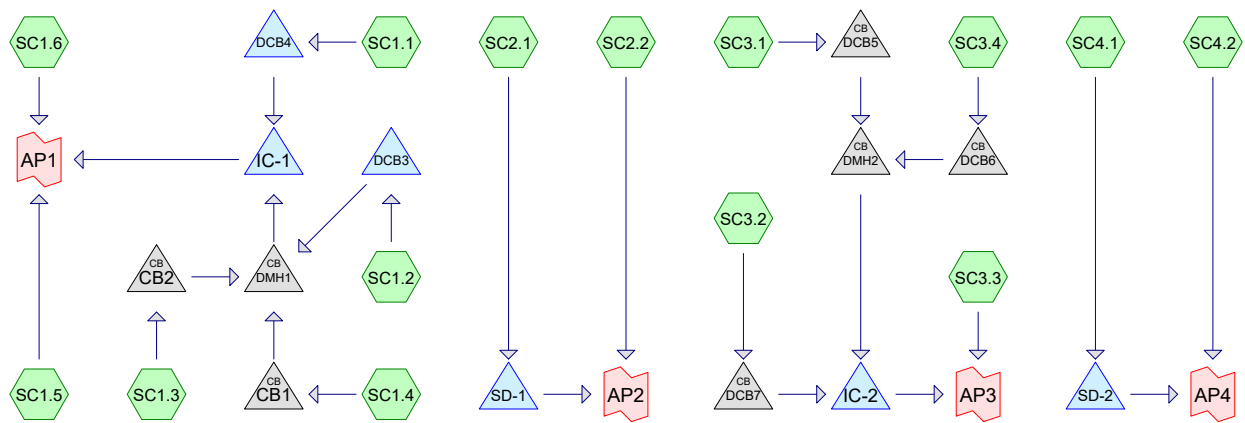 SC1.6
DCB4
SC1.1
SC2.1
SC2.2
SC3.1
CB
DCB5
SC3.4
SC4.1
SC4.2
AP1
IC-1
DCB3
CB
DMH2
CB
DCB6
SC3.2
CB
CB2
CB
DMH1
SC1.2
SC3.3
SC1.5
SC1.3
CB
CB1
SC1.4
SD-1
AP2
CB
DCB7
IC-2
AP3
SD-2
AP4